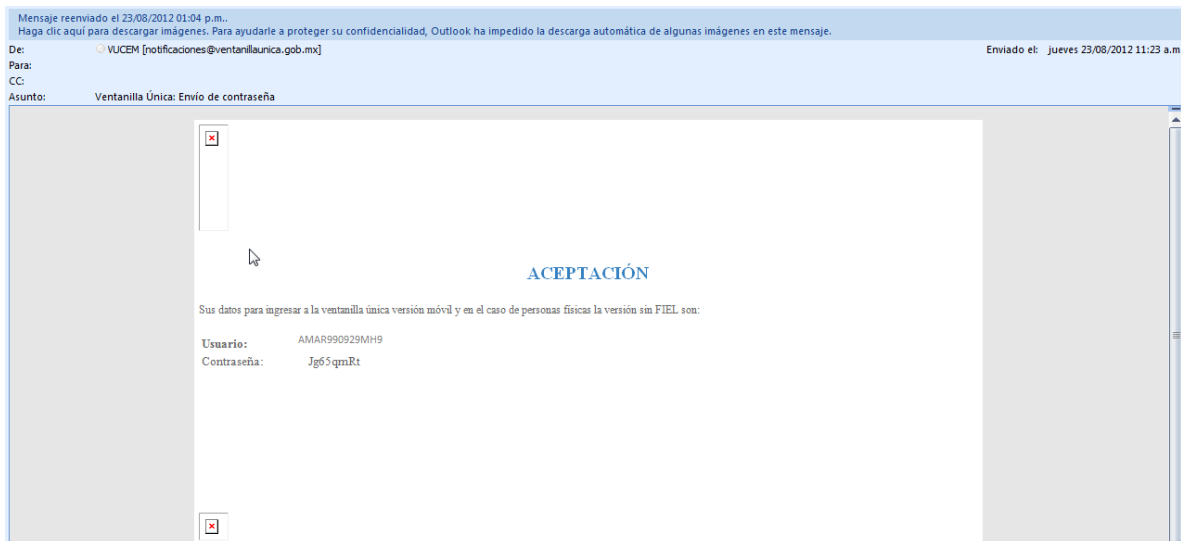 Mensaje reenviado el 23/08/2012 01:04 p.m..
Haga clic aquí para descargar imágenes. Para ayudarle a proteger su confidencialidad, Outlook ha impedido la descarga automática de algunas imágenes en este mensaje.
De: VUCEM [notificaciones@ventanillaunica.gob.mx] Enviado el: jueves 23/08/2012 11:23 a.m
Para:
CC:
Asunto: Ventanilla Única: Envío de contraseña
ACEPTACIÓN
Sus datos para ingresar a la ventanilla única versión móvil y en el caso de personas físicas la versión sin FIEL son:
Usuario: AMAR990929MH9
Contraseña: Jg65qmRt